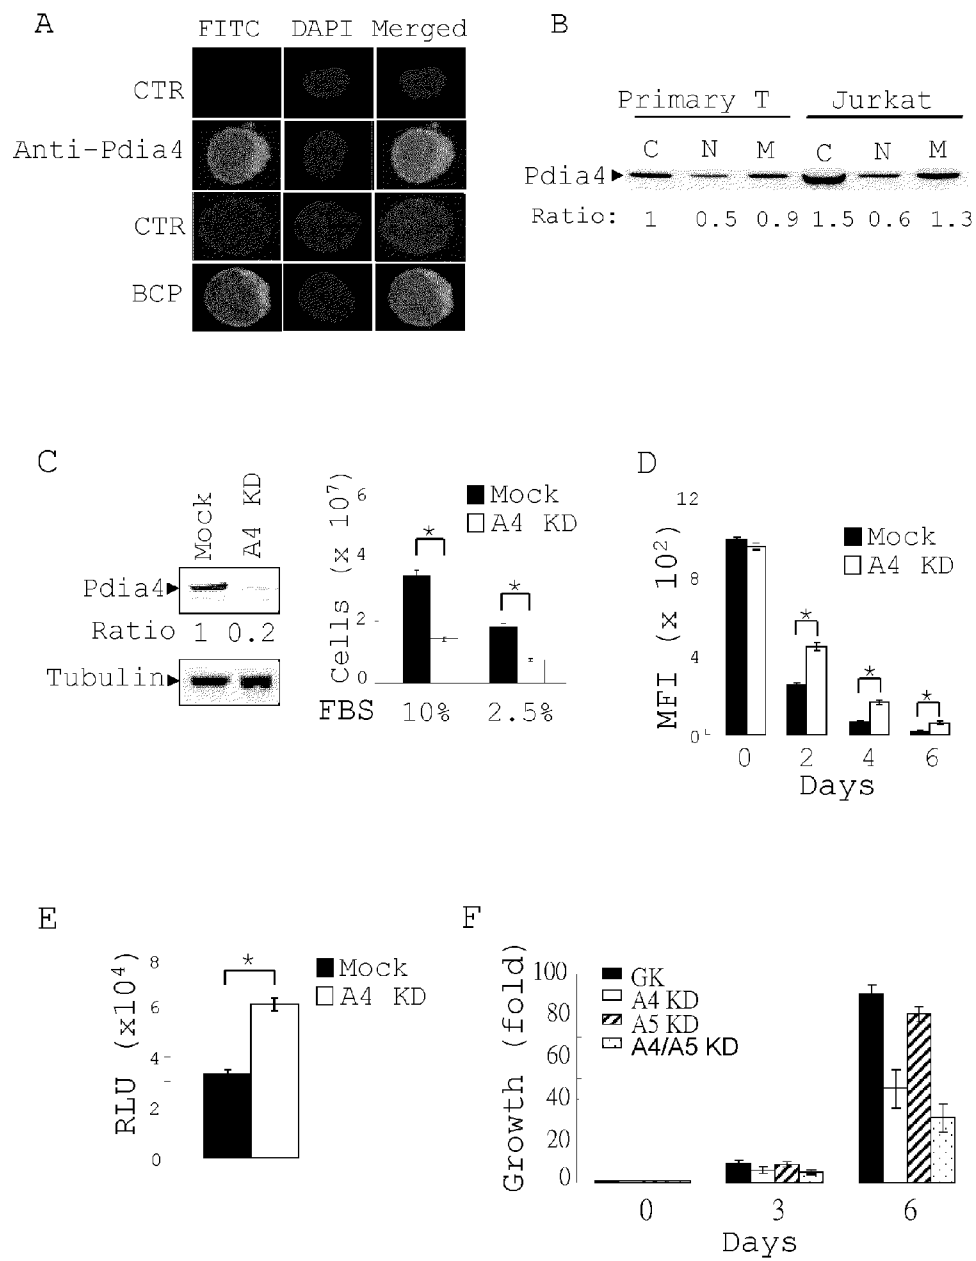 A
FITC DAPI Merged
CTR
Anti-Pdia4
CTR
BCP
B
Primary T Jurkat
C N M C N M
Pdia4
Ratio: 1 0.5 0.9 1.5 0.6 1.3
C
Mock A4 KD
Pdia4
Ratio 1 0.2
Tubulin
Cells (x 10⁷)
6
4
2
0
Mock
A4 KD
*
*
FBS 10% 2.5%
D
MFI (x 10²)
12
8
4
0
Mock
A4 KD
*
*
*
0 2 4 6
Days
E
RLU (x10⁴)
8
6
4
2
0
*
Mock
A4 KD
F
Growth (fold)
100
80
60
40
20
0
GK
A4 KD
A5 KD
A4/A5 KD
0 3 6
Days